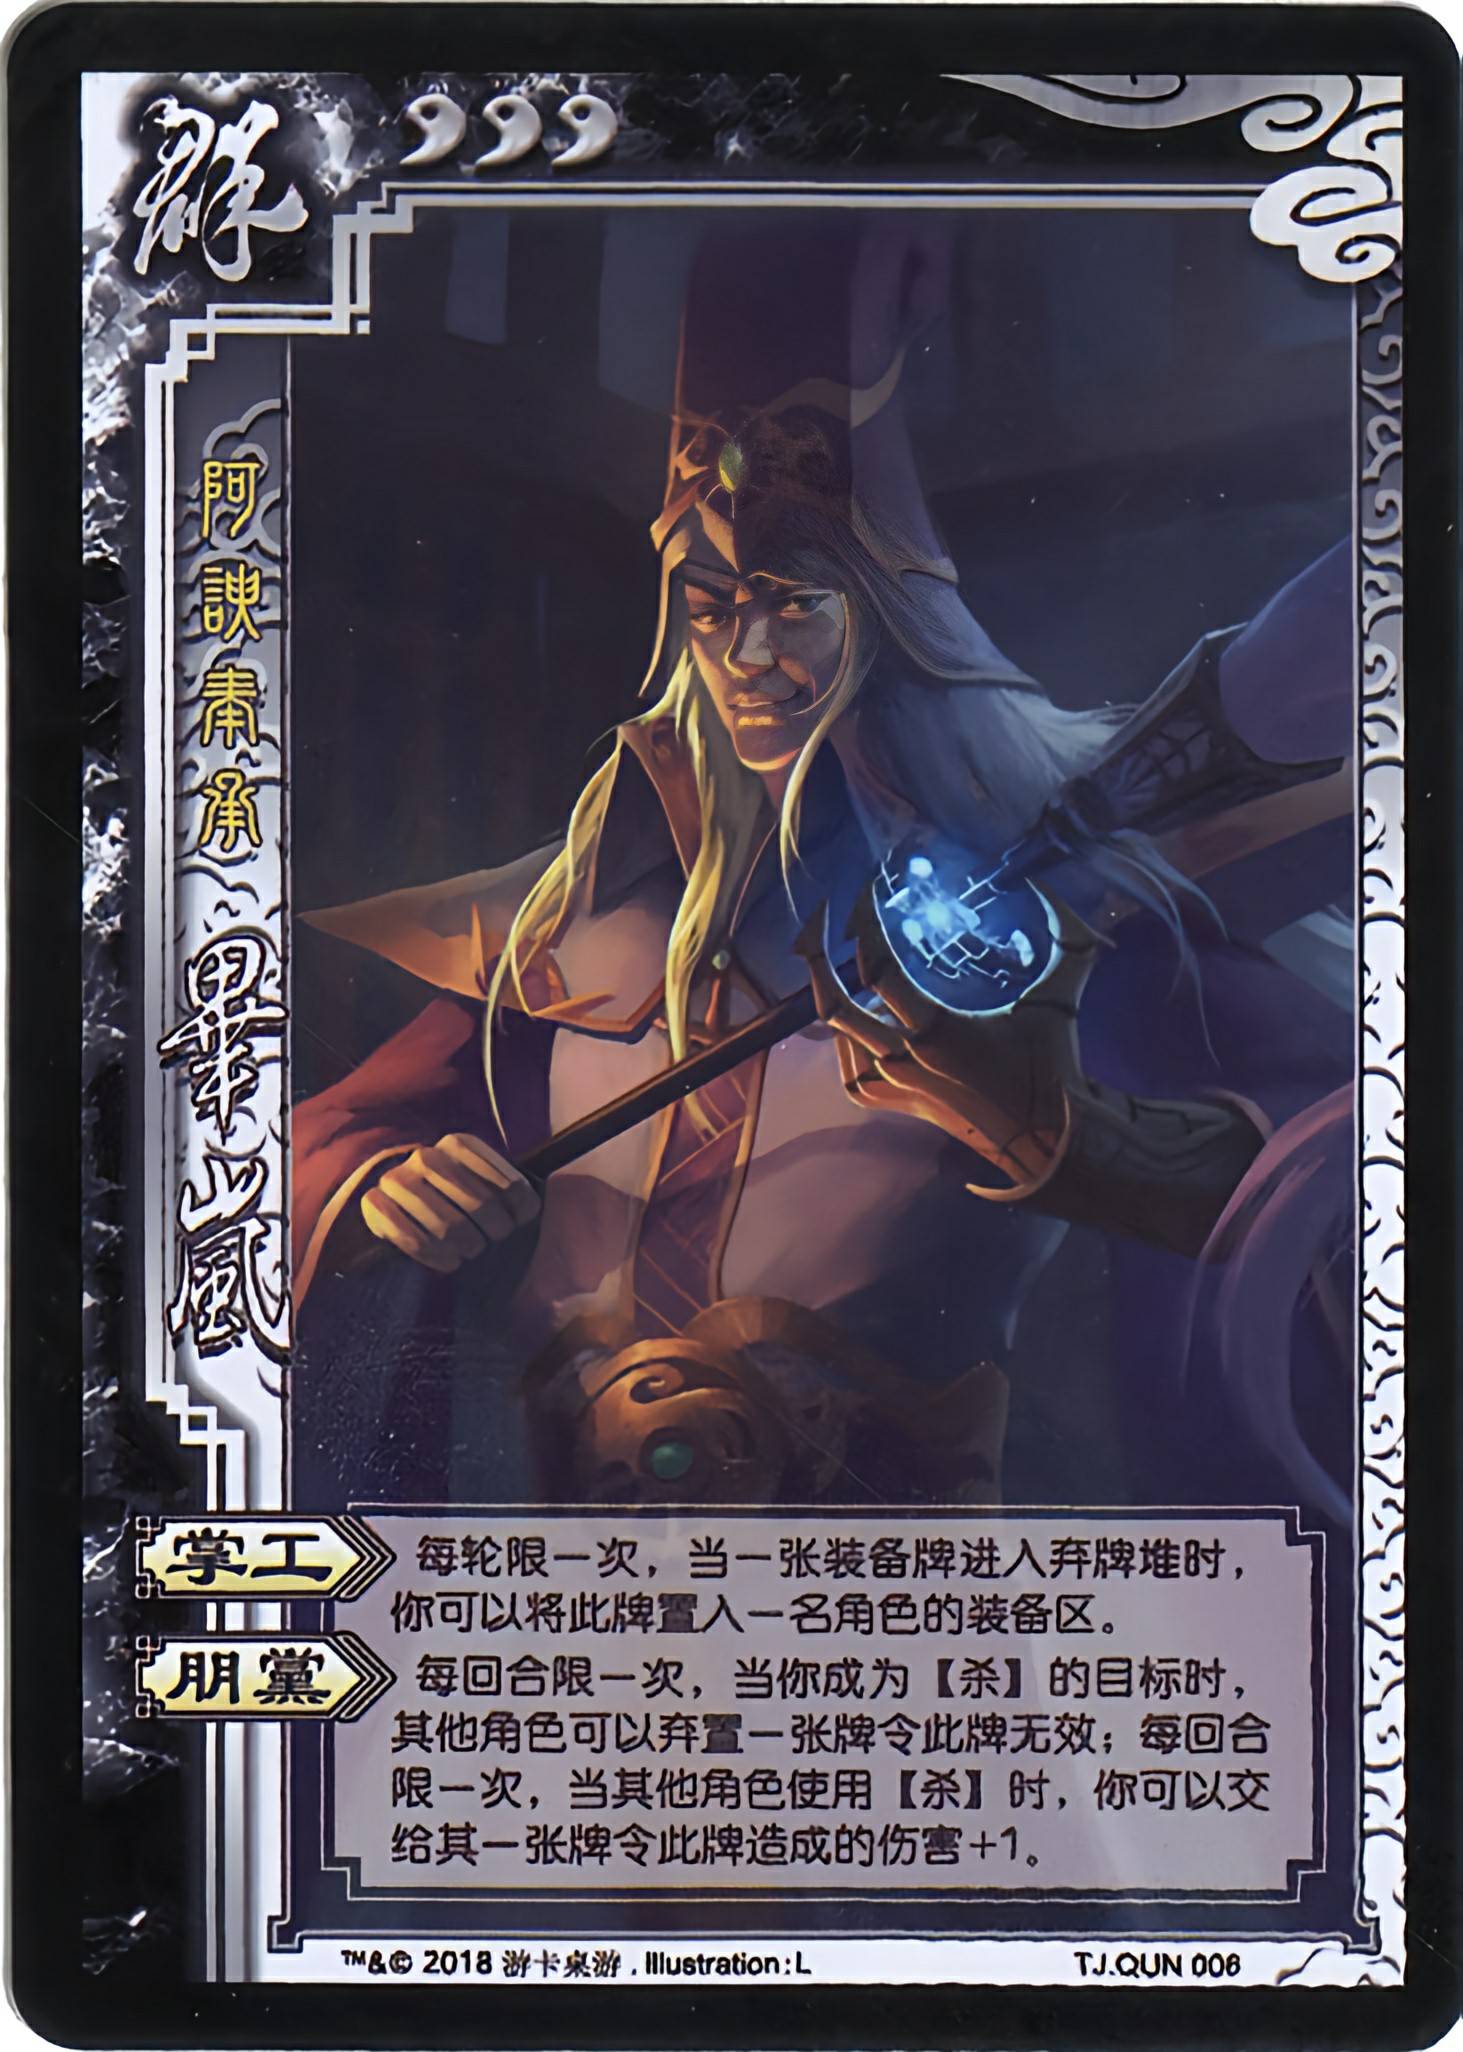 群
阿諛奉承
畢嵐
掌工
每轮限一次，当一张装备牌进入弃牌堆时，
你可以将此牌置入一名角色的装备区。
朋黨
每回合限一次，当你成为【杀】的目标时，
其他角色可以弃置一张牌令此牌无效；每回合
限一次，当其他角色使用【杀】时，你可以交
给其一张牌令此牌造成的伤害+1。
™&© 2018 游卡桌游 . Illustration:L
TJ.QUN 006